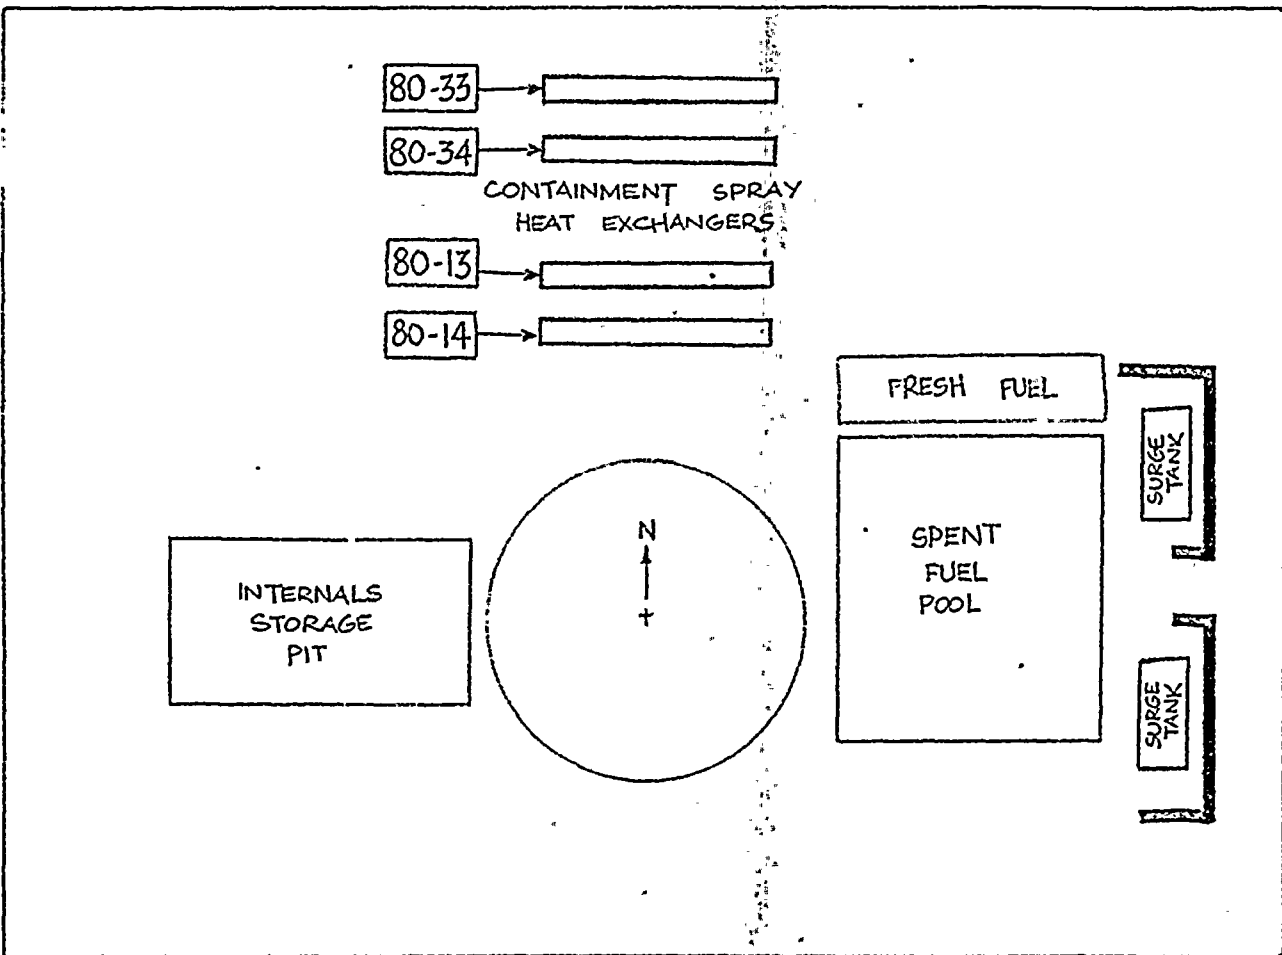 80-33
80-34
CONTAINMENT SPRAY
HEAT EXCHANGERS
80-13
80-14
FRESH FUEL
SURGE
TANK
N
SPENT
FUEL
POOL
INTERNALS
STORAGE
PIT
SURGE
TANK